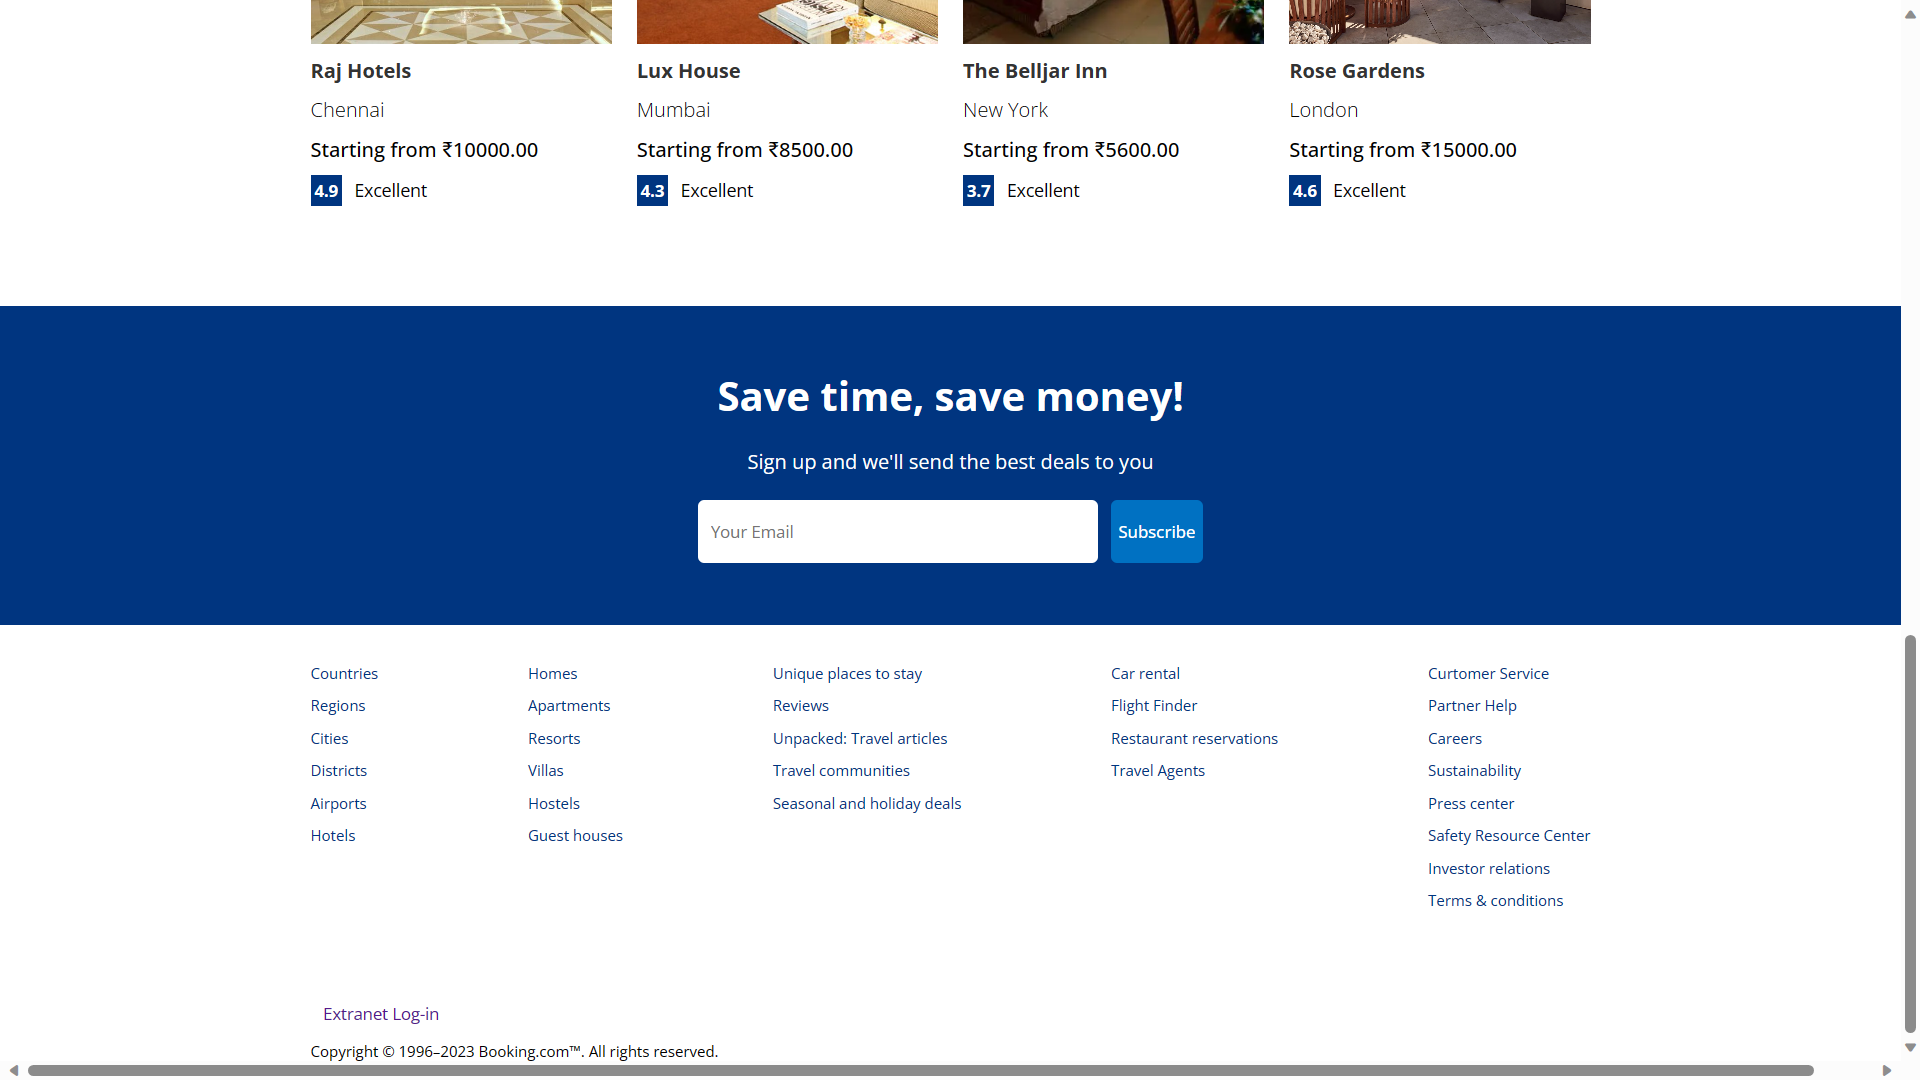 Raj Hotels
Chennai
Starting from ₹10000.00
4.9 Excellent
Lux House
Mumbai
Starting from ₹8500.00
4.3 Excellent
The Belljar Inn
New York
Starting from ₹5600.00
3.7 Excellent
Rose Gardens
London
Starting from ₹15000.00
4.6 Excellent
Save time, save money!
Sign up and we'll send the best deals to you
Your Email
Subscribe
Countries
Regions
Cities
Districts
Airports
Hotels
Homes
Apartments
Resorts
Villas
Hostels
Guest houses
Unique places to stay
Reviews
Unpacked: Travel articles
Travel communities
Seasonal and holiday deals
Car rental
Flight Finder
Restaurant reservations
Travel Agents
Curtomer Service
Partner Help
Careers
Sustainability
Press center
Safety Resource Center
Investor relations
Terms & conditions
Extranet Log-in
Copyright © 1996–2023 Booking.com™. All rights reserved.